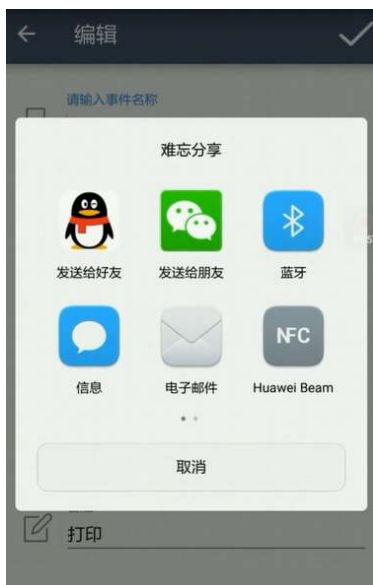 编辑
请输入事件名称
难忘分享
发送给好友
发送给朋友
蓝牙
信息
电子邮件
NFC
Huawei Beam
取消
打印